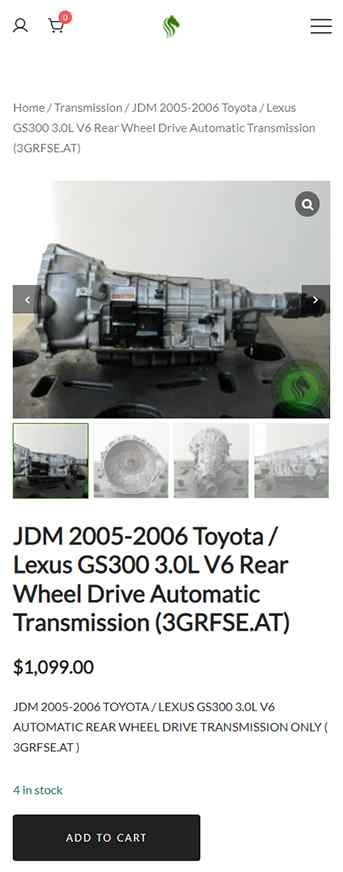 0
Home / Transmission / JDM 2005-2006 Toyota / Lexus
GS300 3.0L V6 Rear Wheel Drive Automatic Transmission
(3GRFSE.AT)
JDM 2005-2006 Toyota /
Lexus GS300 3.0L V6 Rear
Wheel Drive Automatic
Transmission (3GRFSE.AT)
$1,099.00
JDM 2005-2006 TOYOTA / LEXUS GS300 3.0L V6
AUTOMATIC REAR WHEEL DRIVE TRANSMISSION ONLY (
3GRFSE.AT )
4 in stock
ADD TO CART